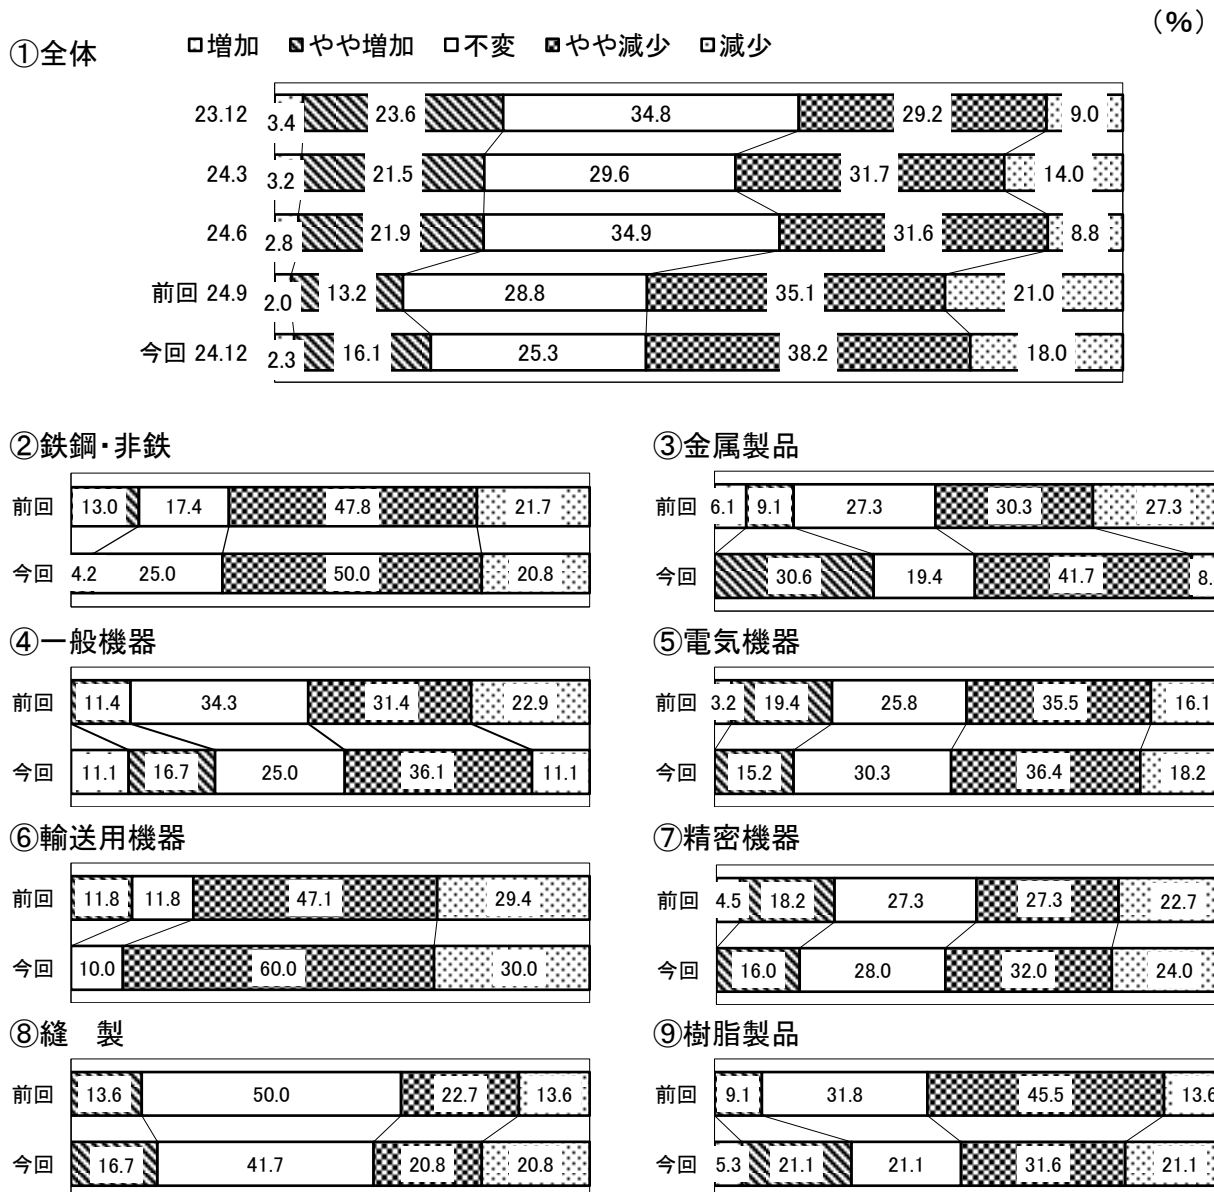 （％）
①全体 増加 やや増加 不変 やや減少 減少
23.12 3.4 23.6 34.8 29.2 9.0
24.3 3.2 21.5 29.6 31.7 14.0
24.6 2.8 21.9 34.9 31.6 8.8
前回 24.9 2.0 13.2 28.8 35.1 21.0
今回 24.12 2.3 16.1 25.3 38.2 18.0
②鉄鋼・非鉄
前回 13.0 17.4 47.8 21.7
今回 4.2 25.0 50.0 20.8
③金属製品
前回 6.1 9.1 27.3 30.3 27.3
今回 30.6 19.4 41.7 8.
④一般機器
前回 11.4 34.3 31.4 22.9
今回 11.1 16.7 25.0 36.1 11.1
⑤電気機器
前回 3.2 19.4 25.8 35.5 16.1
今回 15.2 30.3 36.4 18.2
⑥輸送用機器
前回 11.8 11.8 47.1 29.4
今回 10.0 60.0 30.0
⑦精密機器
前回 4.5 18.2 27.3 27.3 22.7
今回 16.0 28.0 32.0 24.0
⑧縫　製
前回 13.6 50.0 22.7 13.6
今回 16.7 41.7 20.8 20.8
⑨樹脂製品
前回 9.1 31.8 45.5 13.6
今回 5.3 21.1 21.1 31.6 21.1